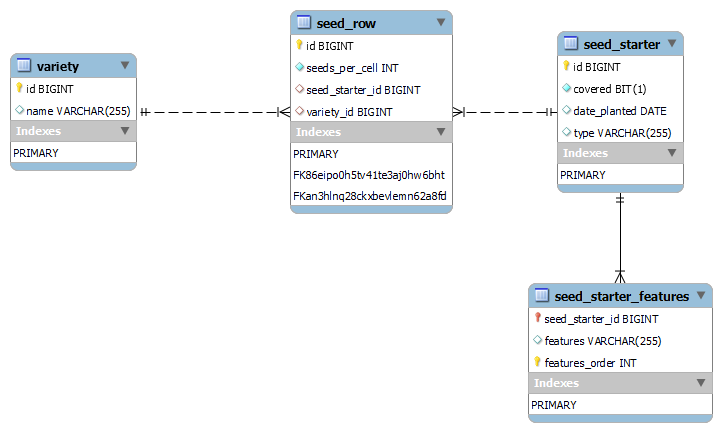 variety
id BIGINT
name VARCHAR(255)
Indexes
PRIMARY
seed_row
id BIGINT
seeds_per_cell INT
seed_starter_id BIGINT
variety_id BIGINT
Indexes
PRIMARY
FK86eipo0h5tv41te3aj0hw6bht
FKan3hlnq28ckxbevlemn62a8fd
seed_starter
id BIGINT
covered BIT(1)
date_planted DATE
type VARCHAR(255)
Indexes
PRIMARY
seed_starter_features
seed_starter_id BIGINT
features VARCHAR(255)
features_order INT
Indexes
PRIMARY